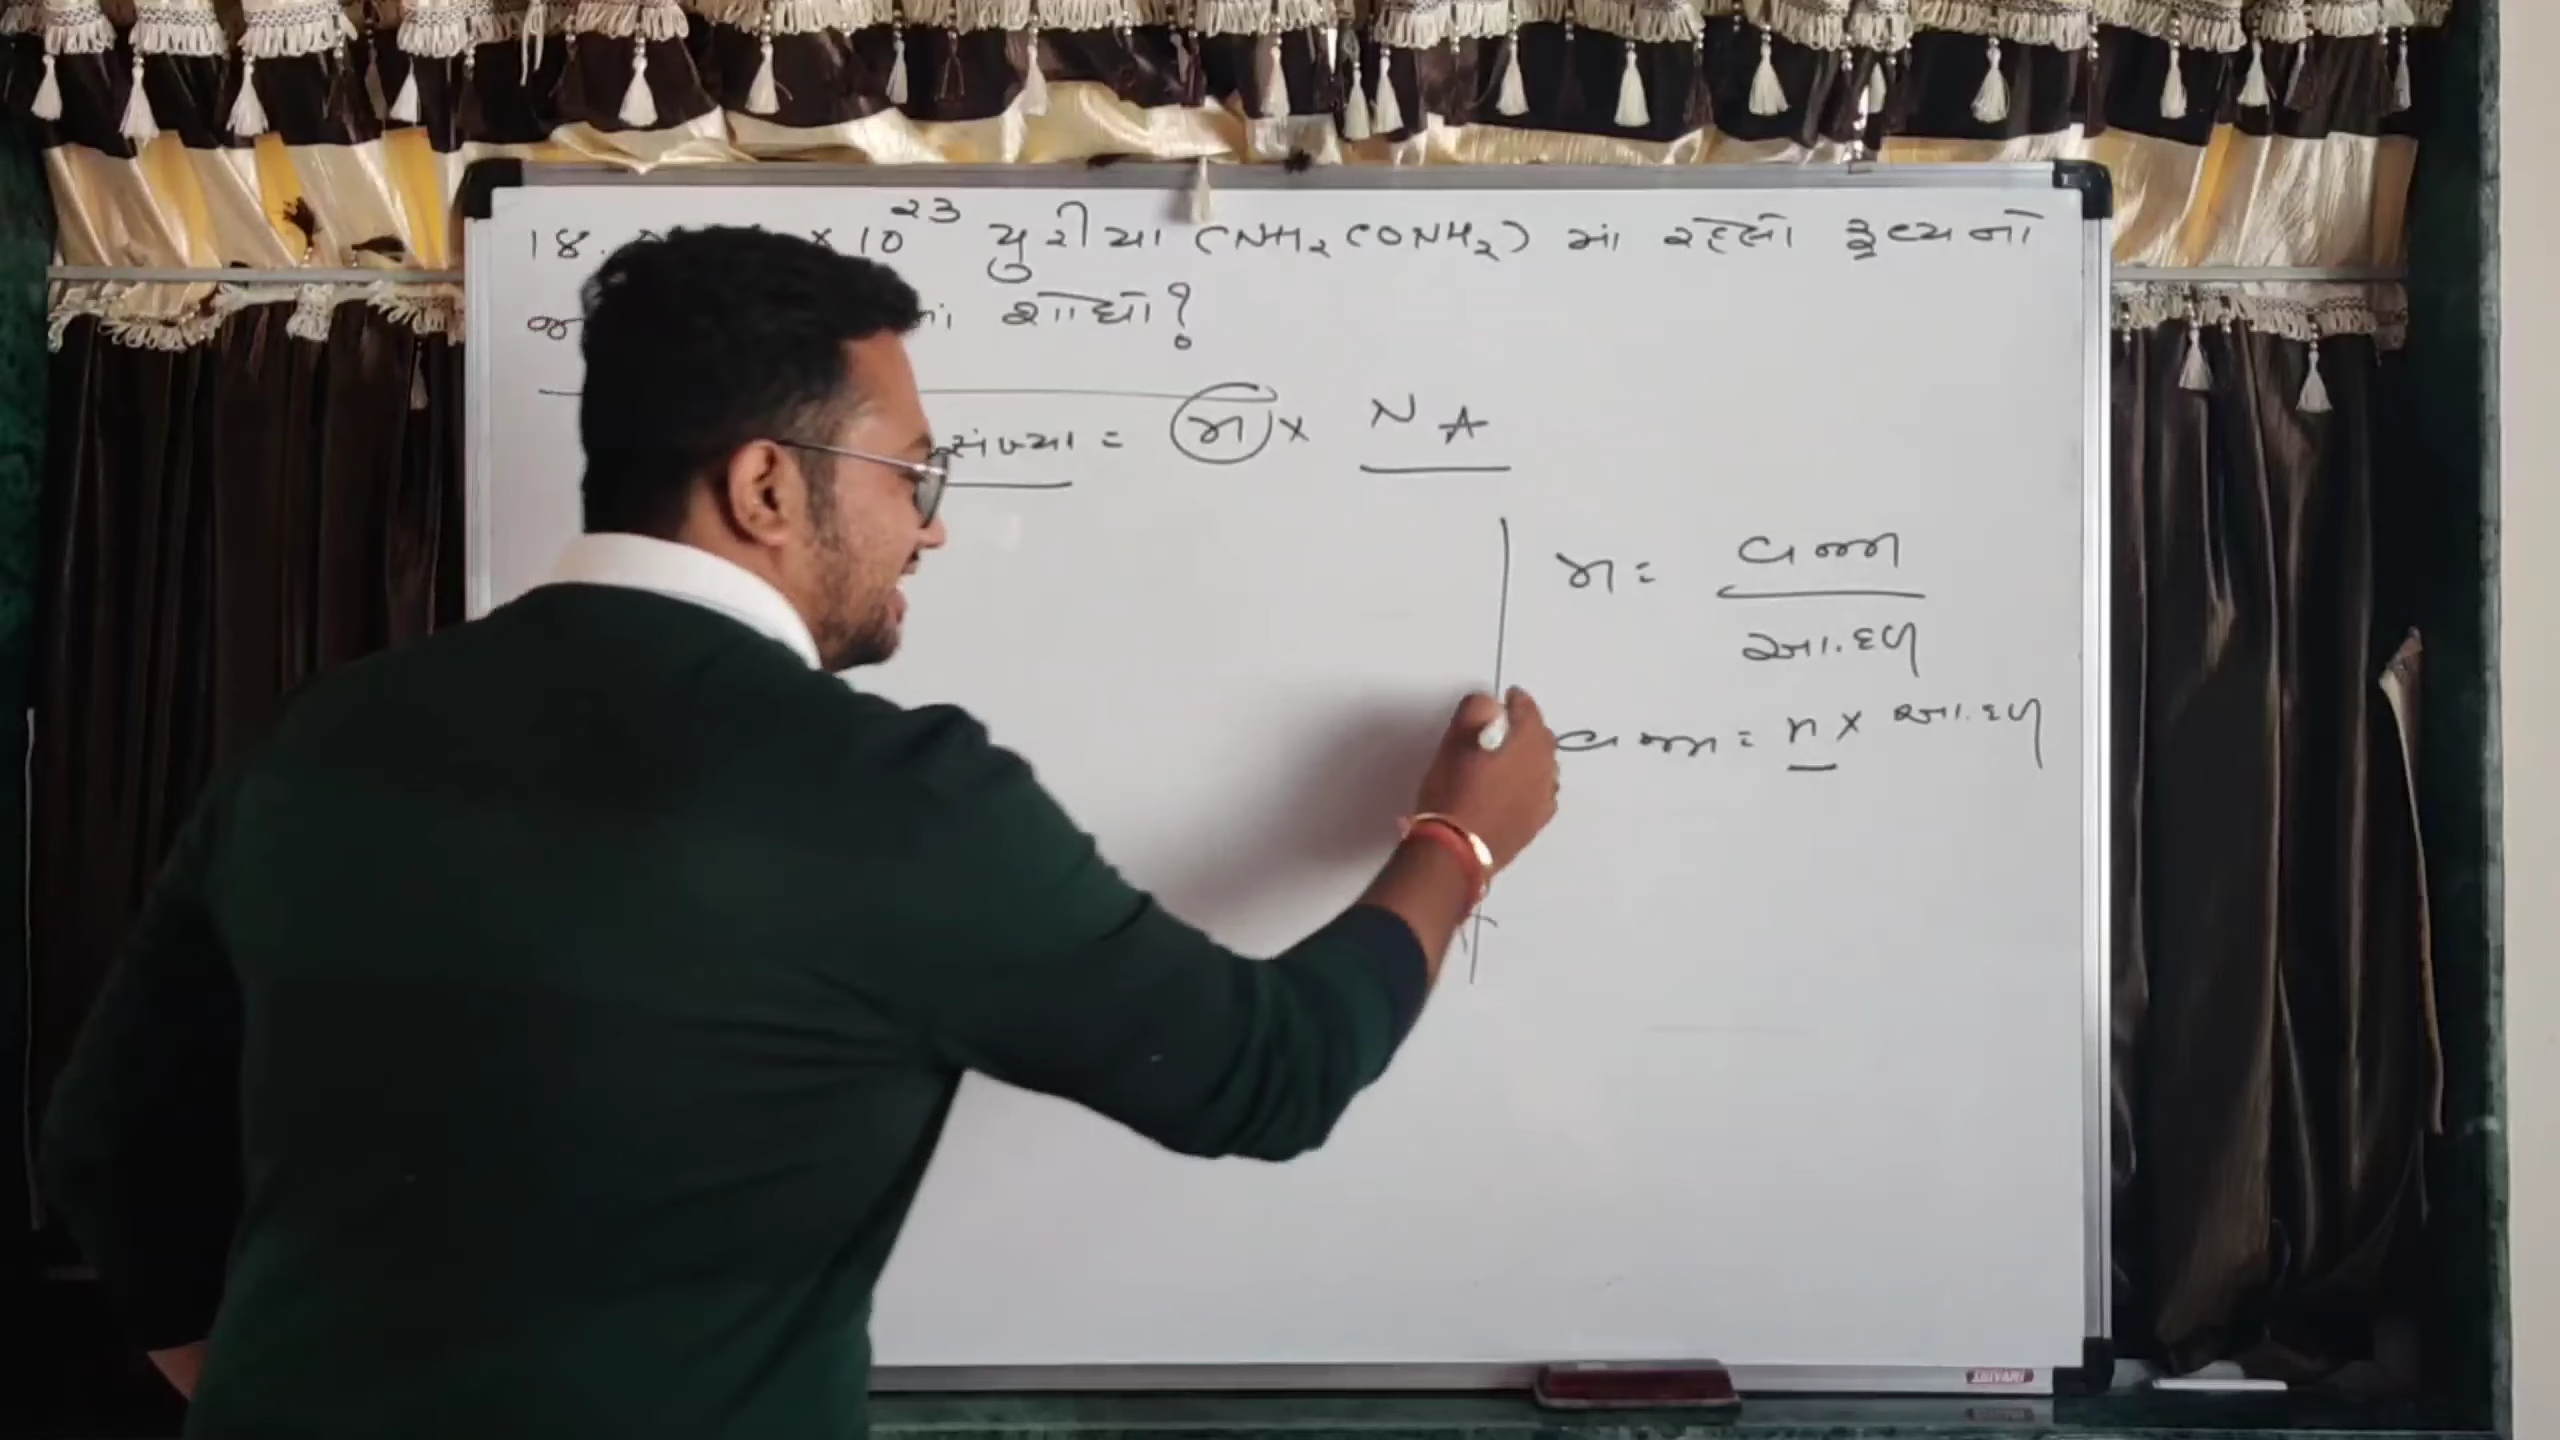 18. × 10²³ યુરીયા (NH₂CONH₂) માં રહેલાં દ્રવ્યનો
શોધો?
સંખ્યા = મ × NA
મ = વજન / આ.દળ
વજન = n × આ.દળ